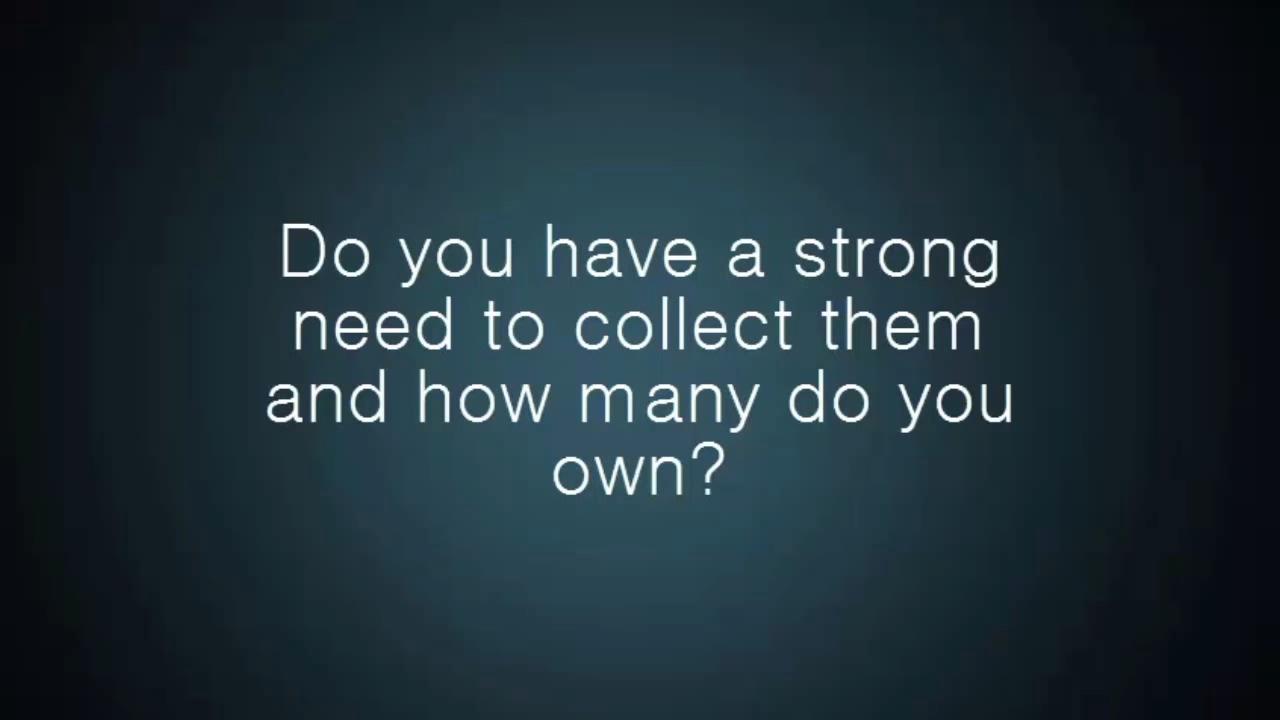 Do you have a strong
need to collect them
and how many do you
own?